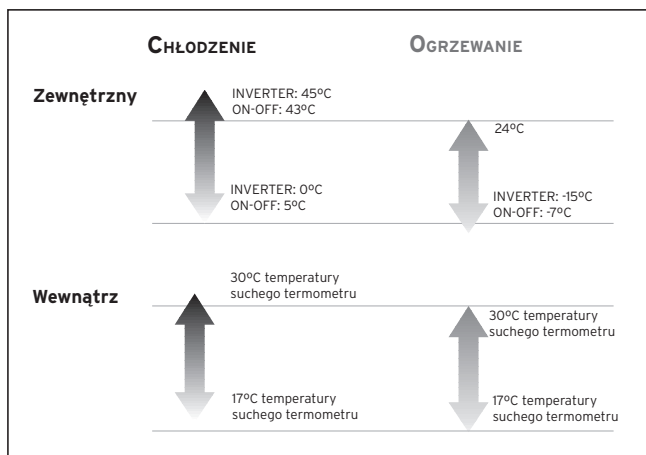 CHŁODZENIE
OGRZEWANIE
Zewnętrzny
INVERTER: 45ºC
ON-OFF: 43ºC
24ºC
INVERTER: 0ºC
ON-OFF: 5ºC
INVERTER: -15ºC
ON-OFF: -7ºC
Wewnątrz
30ºC temperatury
suchego termometru
30ºC temperatury
suchego termometru
17ºC temperatury
suchego termometru
17ºC temperatury
suchego termometru